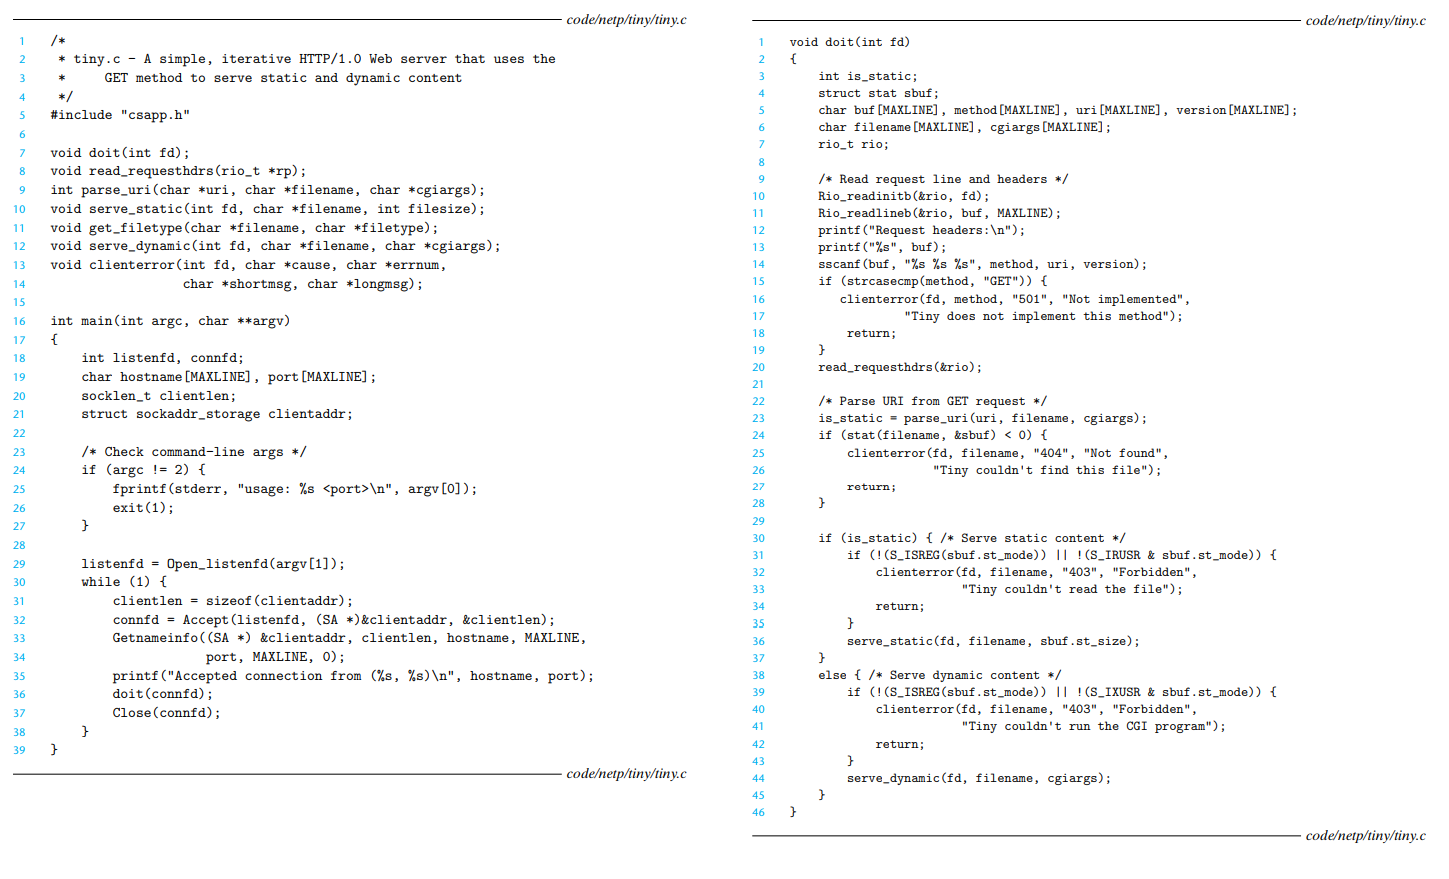 code/netp/tiny/tiny.c
1 /*
2  * tiny.c - A simple, iterative HTTP/1.0 Web server that uses the
3  *     GET method to serve static and dynamic content
4  */
5 #include "csapp.h"
6
7 void doit(int fd);
8 void read_requesthdrs(rio_t *rp);
9 int parse_uri(char *uri, char *filename, char *cgiargs);
10 void serve_static(int fd, char *filename, int filesize);
11 void get_filetype(char *filename, char *filetype);
12 void serve_dynamic(int fd, char *filename, char *cgiargs);
13 void clienterror(int fd, char *cause, char *errnum,
14                  char *shortmsg, char *longmsg);
15
16 int main(int argc, char **argv)
17 {
18     int listenfd, connfd;
19     char hostname[MAXLINE], port[MAXLINE];
20     socklen_t clientlen;
21     struct sockaddr_storage clientaddr;
22
23     /* Check command-line args */
24     if (argc != 2) {
25         fprintf(stderr, "usage: %s <port>\n", argv[0]);
26         exit(1);
27     }
28
29     listenfd = Open_listenfd(argv[1]);
30     while (1) {
31         clientlen = sizeof(clientaddr);
32         connfd = Accept(listenfd, (SA *)&clientaddr, &clientlen);
33         Getnameinfo((SA *) &clientaddr, clientlen, hostname, MAXLINE,
34                     port, MAXLINE, 0);
35         printf("Accepted connection from (%s, %s)\n", hostname, port);
36         doit(connfd);
37         Close(connfd);
38     }
39 }
code/netp/tiny/tiny.c
code/netp/tiny/tiny.c
1 void doit(int fd)
2 {
3     int is_static;
4     struct stat sbuf;
5     char buf[MAXLINE], method[MAXLINE], uri[MAXLINE], version[MAXLINE];
6     char filename[MAXLINE], cgiargs[MAXLINE];
7     rio_t rio;
8
9     /* Read request line and headers */
10     Rio_readinitb(&rio, fd);
11     Rio_readlineb(&rio, buf, MAXLINE);
12     printf("Request headers:\n");
13     printf("%s", buf);
14     sscanf(buf, "%s %s %s", method, uri, version);
15     if (strcasecmp(method, "GET")) {
16        clienterror(fd, method, "501", "Not implemented",
17                 "Tiny does not implement this method");
18         return;
19     }
20     read_requesthdrs(&rio);
21
22     /* Parse URI from GET request */
23     is_static = parse_uri(uri, filename, cgiargs);
24     if (stat(filename, &sbuf) < 0) {
25         clienterror(fd, filename, "404", "Not found",
26                     "Tiny couldn't find this file");
27         return;
28     }
29
30     if (is_static) { /* Serve static content */
31         if (!(S_ISREG(sbuf.st_mode)) || !(S_IRUSR & sbuf.st_mode)) {
32             clienterror(fd, filename, "403", "Forbidden",
33                         "Tiny couldn't read the file");
34             return;
35         }
36         serve_static(fd, filename, sbuf.st_size);
37     }
38     else { /* Serve dynamic content */
39         if (!(S_ISREG(sbuf.st_mode)) || !(S_IXUSR & sbuf.st_mode)) {
40             clienterror(fd, filename, "403", "Forbidden",
41                         "Tiny couldn't run the CGI program");
42             return;
43         }
44         serve_dynamic(fd, filename, cgiargs);
45     }
46 }
code/netp/tiny/tiny.c